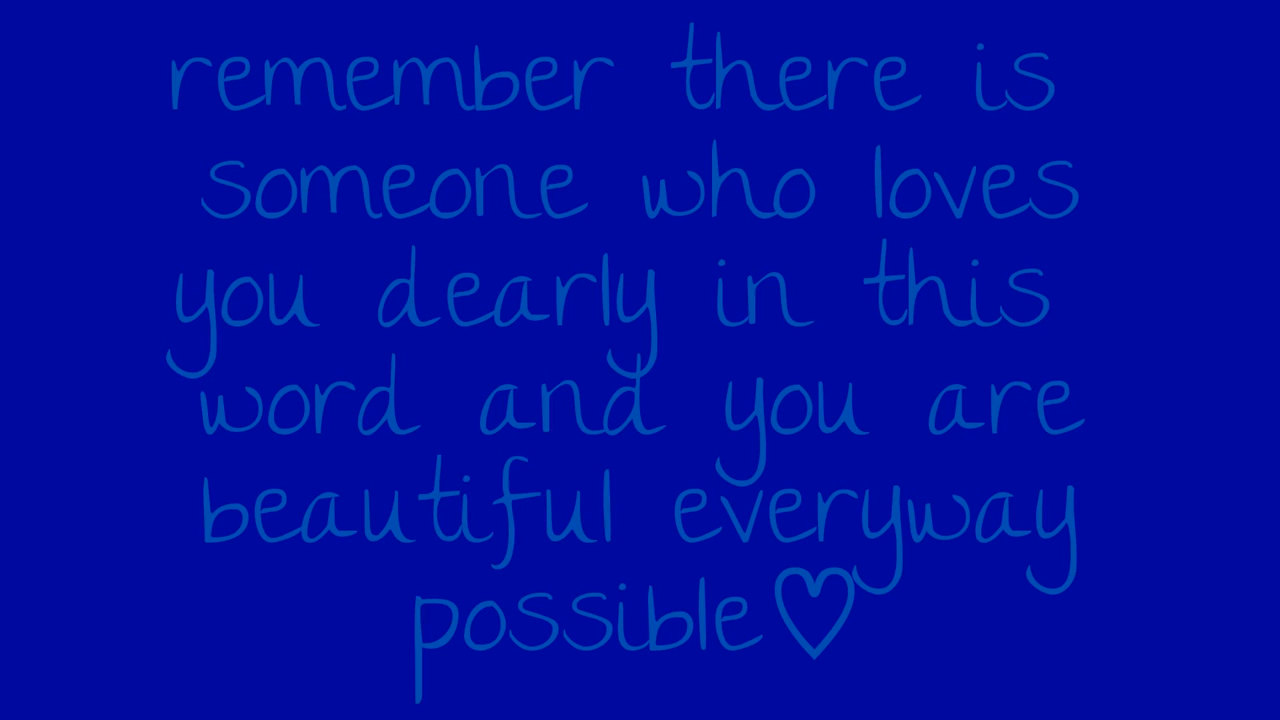 remember there is
someone who loves
you dearly in this
word and you are
beautiful everyway
possible♡